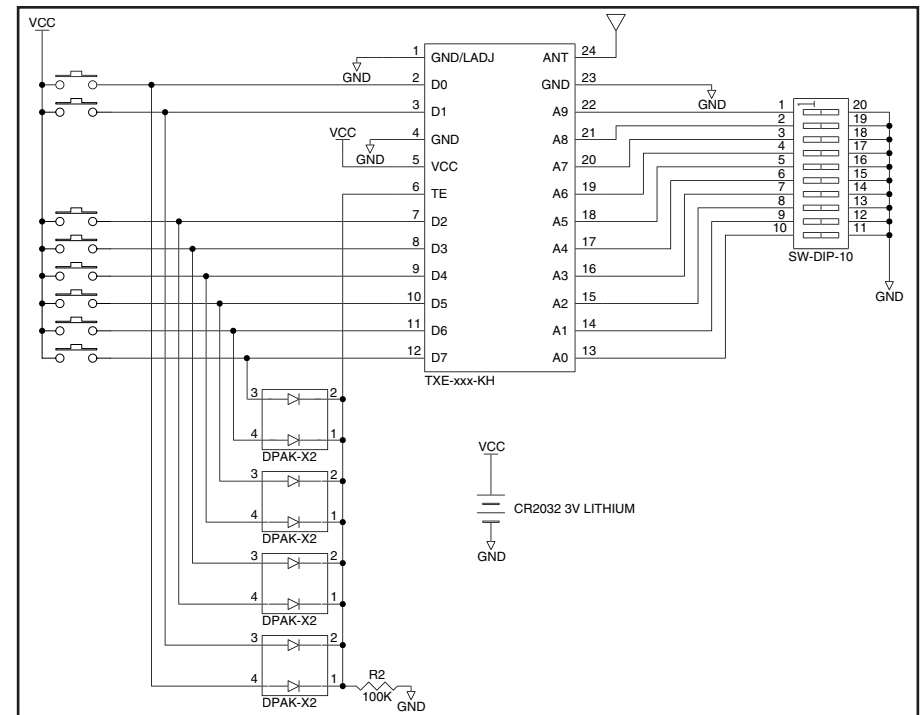 VCC
1 GND/LADJ ANT 24
GND
2 D0 GND 23
GND
3 D1 A9 22 1 20
4 GND A8 21 2 19
VCC
GND
5 VCC A7 20 3 18
6 TE A6 19 4 17
7 D2 A5 18 5 16
8 D3 A4 17 6 15
9 D4 A3 16 7 14
10 D5 A2 15 8 13
11 D6 A1 14 9 12
12 D7 A0 13 10 11
SW-DIP-10
GND
TXE-xxx-KH
3 2
4 1
DPAK-X2
3 2
4 1
DPAK-X2
3 2
4 1
DPAK-X2
3 2
4 1
DPAK-X2
R2
100K
GND
VCC
CR2032 3V LITHIUM
GND